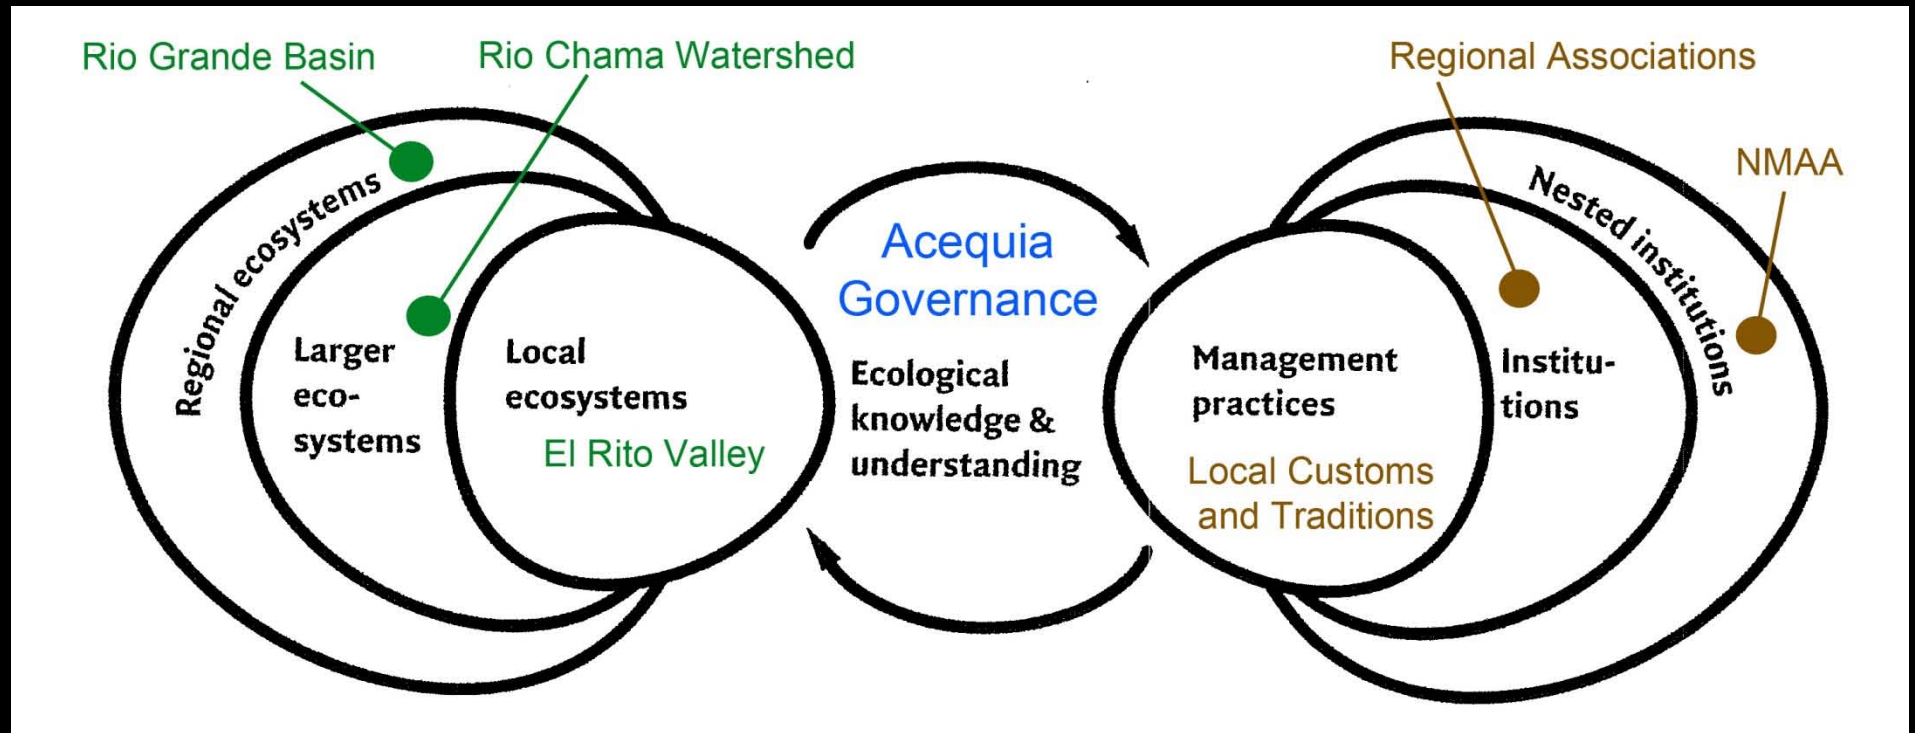 Rio Grande Basin
Rio Chama Watershed
Regional Associations
NMAA
Regional ecosystems
Larger
eco-
systems
Local
ecosystems
El Rito Valley
Acequia
Governance
Ecological
knowledge &
understanding
Management
practices
Local Customs
and Traditions
Institu-
tions
Nested institutions